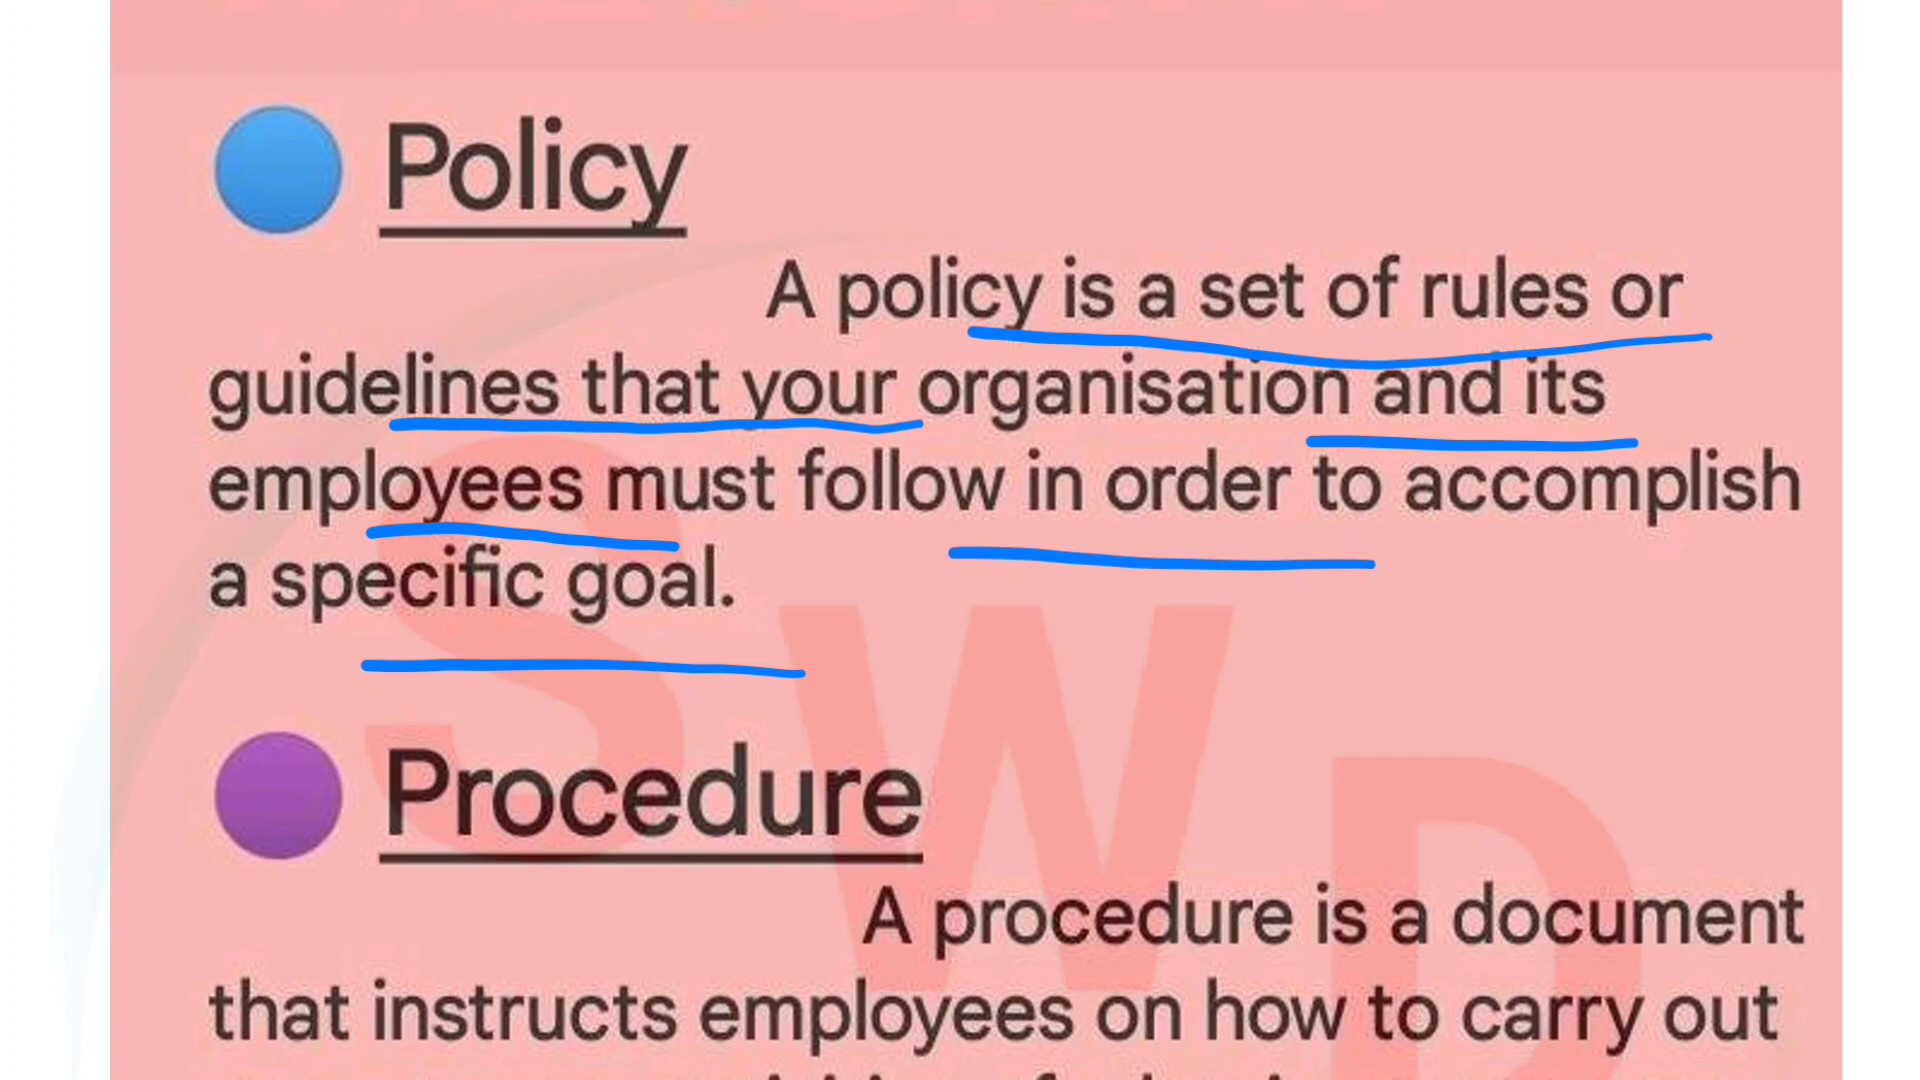 Policy
A policy is a set of rules or
guidelines that your organisation and its
employees must follow in order to accomplish
a specific goal.
Procedure
A procedure is a document
that instructs employees on how to carry out
SWD